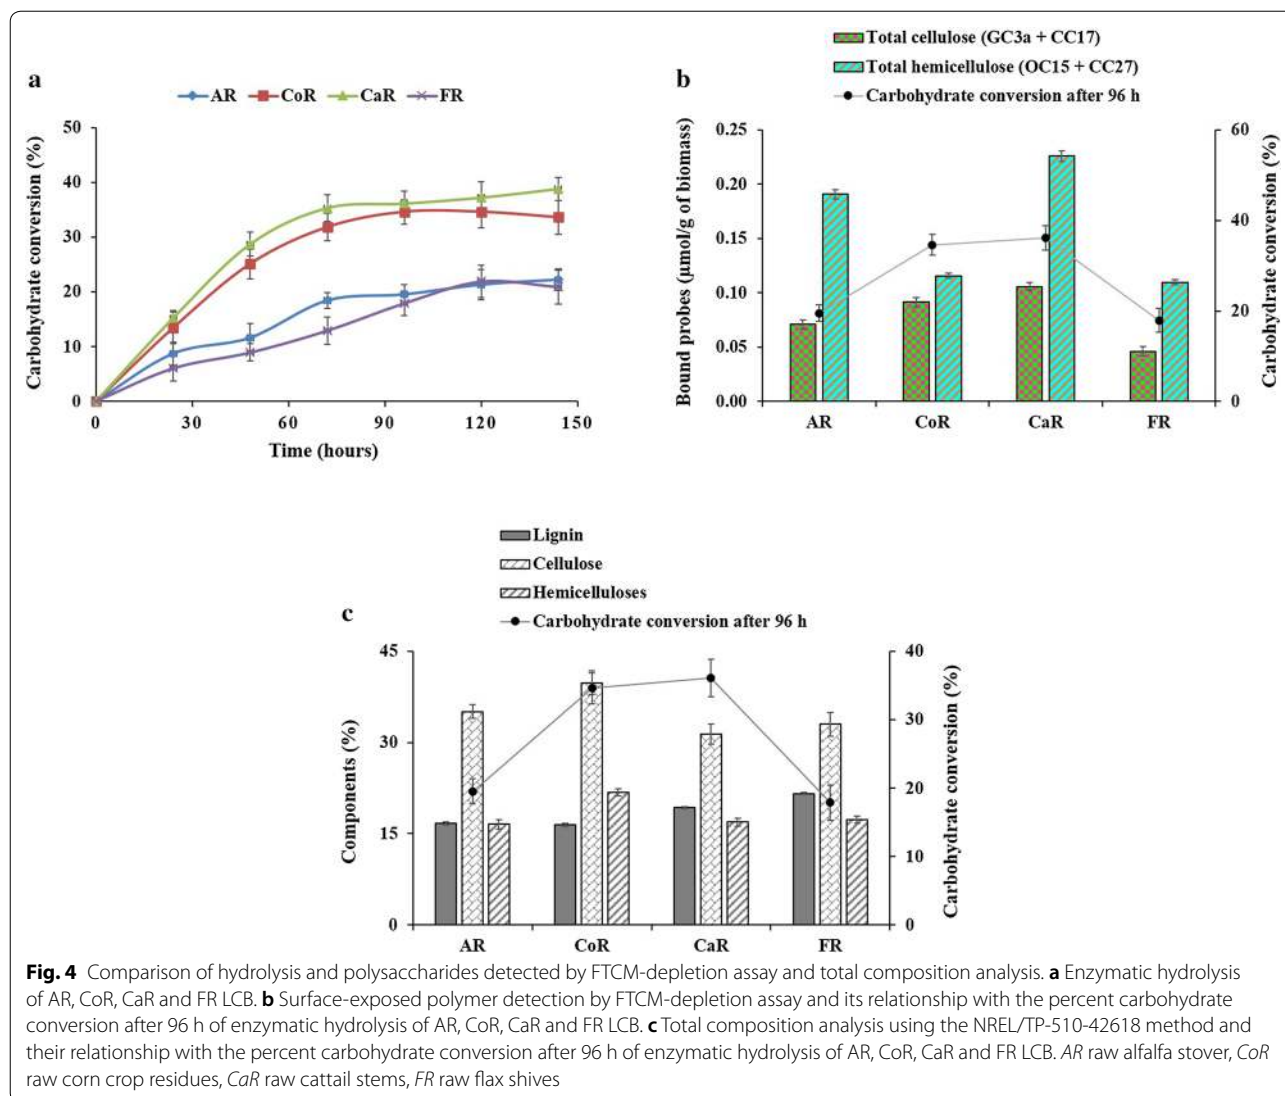 a
AR CoR CaR FR
Carbohydrate conversion (%)
50
40
30
20
10
0
0 30 60 90 120 150
Time (hours)
b
Total cellulose (GC3a + CC17)
Total hemicellulose (OC15 + CC27)
Carbohydrate conversion after 96 h
Bound probes (µmol/g of biomass)
0.25
0.20
0.15
0.10
0.05
0.00
60
40
20
0
Carbohydrate conversion (%)
AR CoR CaR FR
c
Lignin
Cellulose
Hemicelluloses
Carbohydrate conversion after 96 h
Components (%)
45
30
15
0
40
30
20
10
0
Carbohydrate conversion (%)
AR CoR CaR FR
Fig. 4 Comparison of hydrolysis and polysaccharides detected by FTCM-depletion assay and total composition analysis. a Enzymatic hydrolysis
of AR, CoR, CaR and FR LCB. b Surface-exposed polymer detection by FTCM-depletion assay and its relationship with the percent carbohydrate
conversion after 96 h of enzymatic hydrolysis of AR, CoR, CaR and FR LCB. c Total composition analysis using the NREL/TP-510-42618 method and
their relationship with the percent carbohydrate conversion after 96 h of enzymatic hydrolysis of AR, CoR, CaR and FR LCB. AR raw alfalfa stover, CoR
raw corn crop residues, CaR raw cattail stems, FR raw flax shives